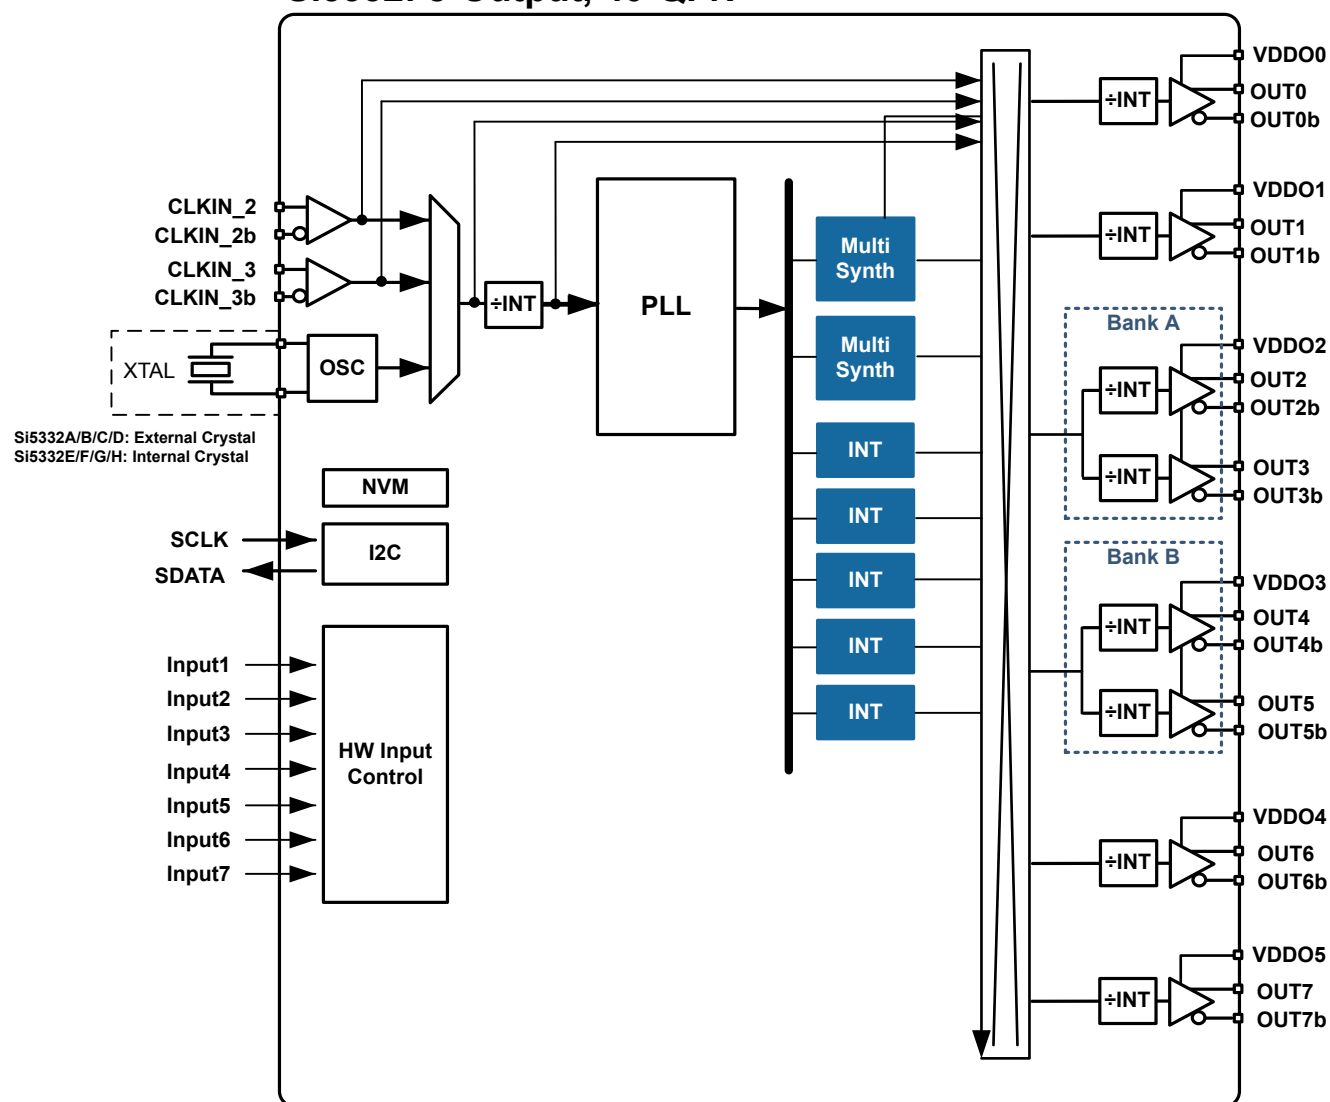 VDDO0
÷INT
OUT0
OUT0b
CLKIN_2
CLKIN_2b
CLKIN_3
CLKIN_3b
XTAL
OSC
÷INT
PLL
Multi
Synth
Multi
Synth
INT
INT
INT
INT
INT
VDDO1
÷INT
OUT1
OUT1b
Bank A
VDDO2
÷INT
OUT2
OUT2b
÷INT
OUT3
OUT3b
Si5332A/B/C/D: External Crystal
Si5332E/F/G/H: Internal Crystal
NVM
SCLK
I2C
SDATA
Bank B
VDDO3
÷INT
OUT4
OUT4b
÷INT
OUT5
OUT5b
Input1
Input2
Input3
Input4
Input5
Input6
Input7
HW Input
Control
VDDO4
÷INT
OUT6
OUT6b
VDDO5
÷INT
OUT7
OUT7b